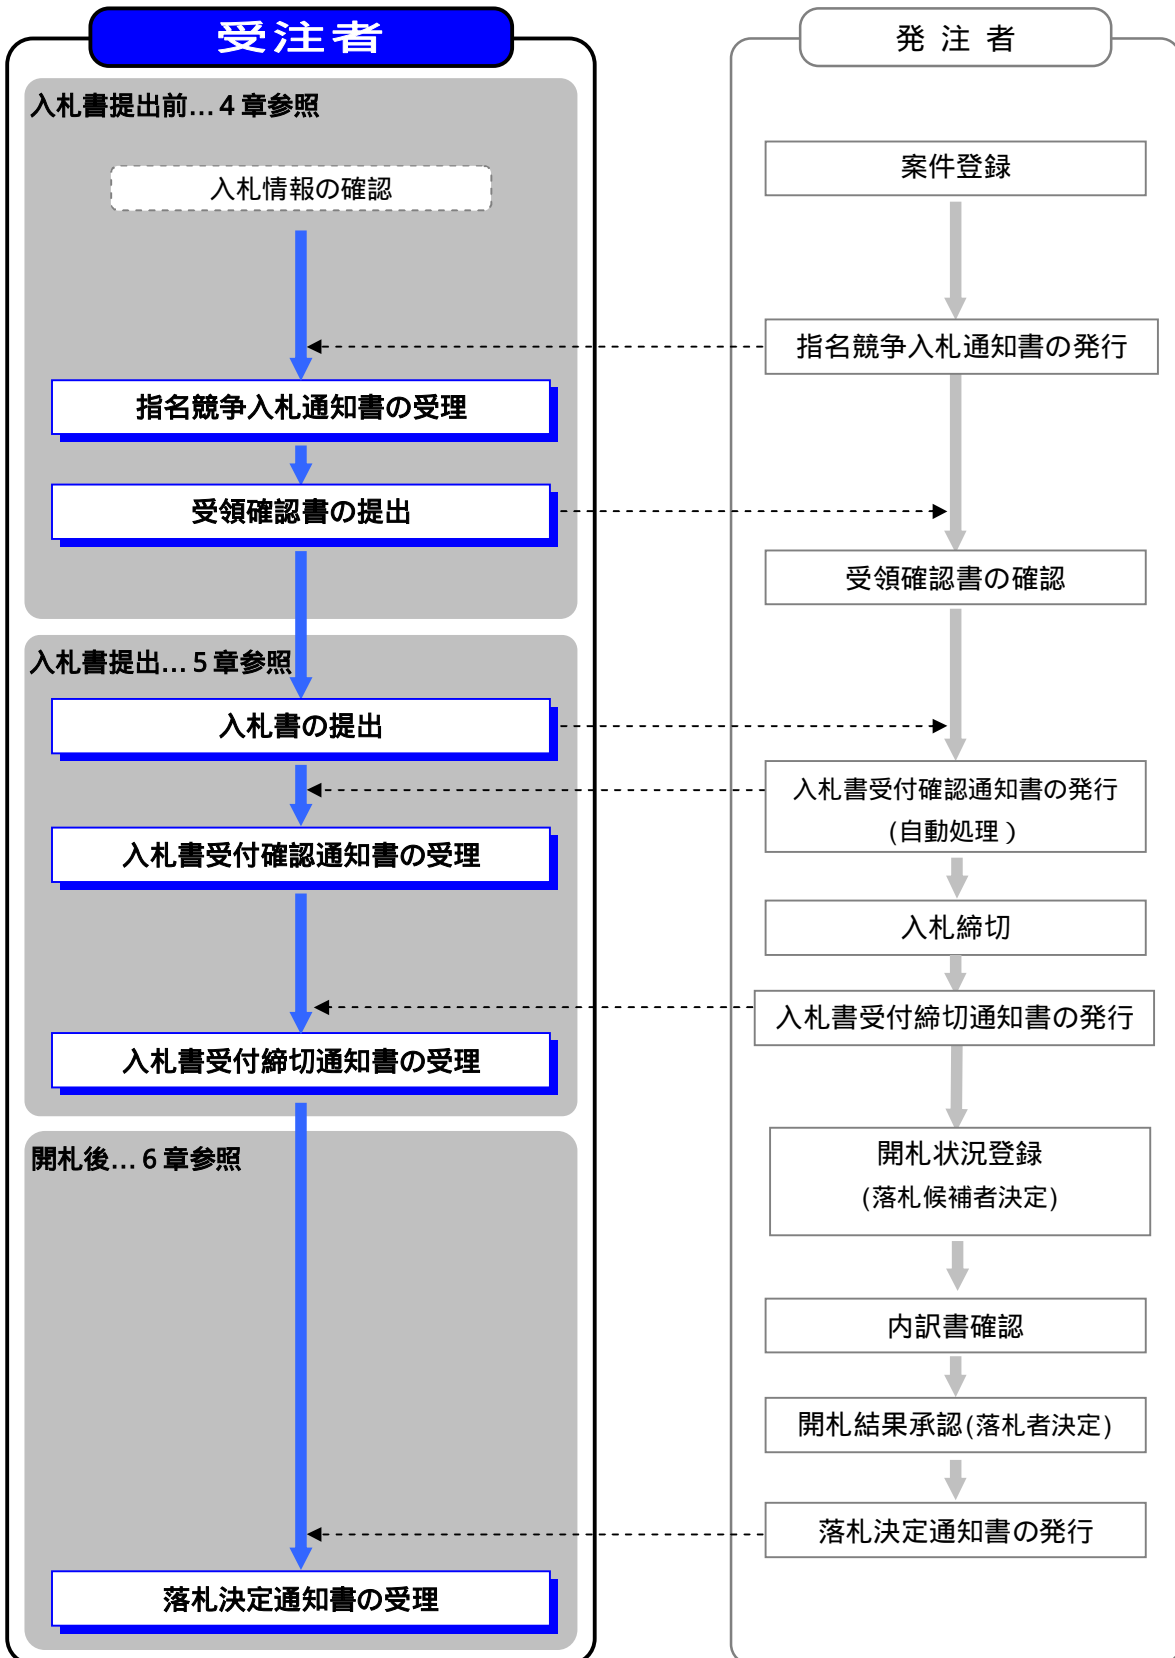 受注者
入札書提出前…４章参照
入札情報の確認
指名競争入札通知書の受理
受領確認書の提出
入札書提出…５章参照
入札書の提出
入札書受付確認通知書の受理
入札書受付締切通知書の受理
開札後…６章参照
落札決定通知書の受理
発 注 者
案件登録
指名競争入札通知書の発行
受領確認書の確認
入札書受付確認通知書の発行
(自動処理）
入札締切
入札書受付締切通知書の発行
開札状況登録
(落札候補者決定)
内訳書確認
開札結果承認(落札者決定)
落札決定通知書の発行